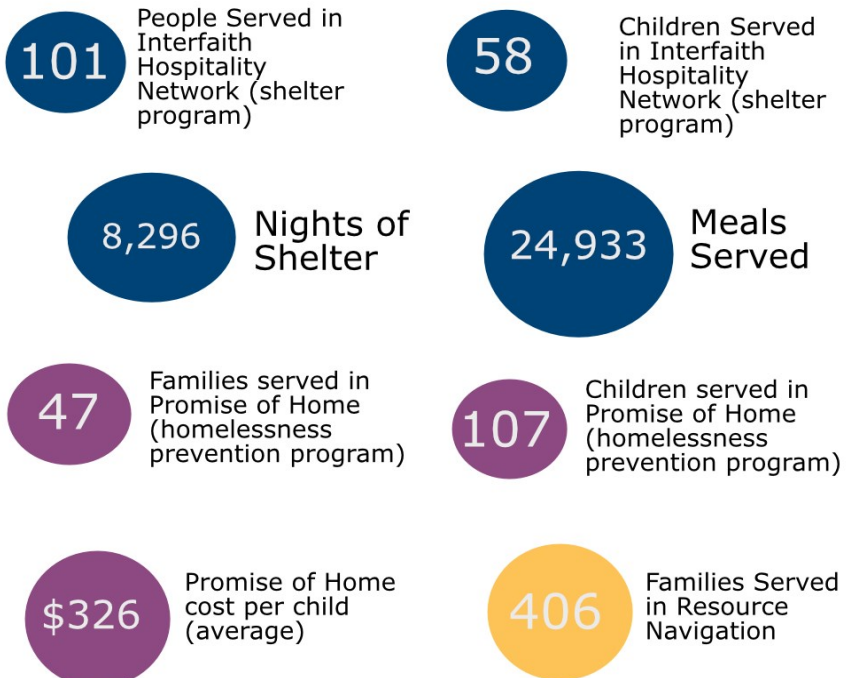 101
People Served in
Interfaith
Hospitality
Network (shelter
program)
58
Children Served
in Interfaith
Hospitality
Network (shelter
program)
8,296
Nights of
Shelter
24,933
Meals
Served
47
Families served in
Promise of Home
(homelessness
prevention program)
107
Children served in
Promise of Home
(homelessness
prevention program)
$326
Promise of Home
cost per child
(average)
406
Families Served
in Resource
Navigation